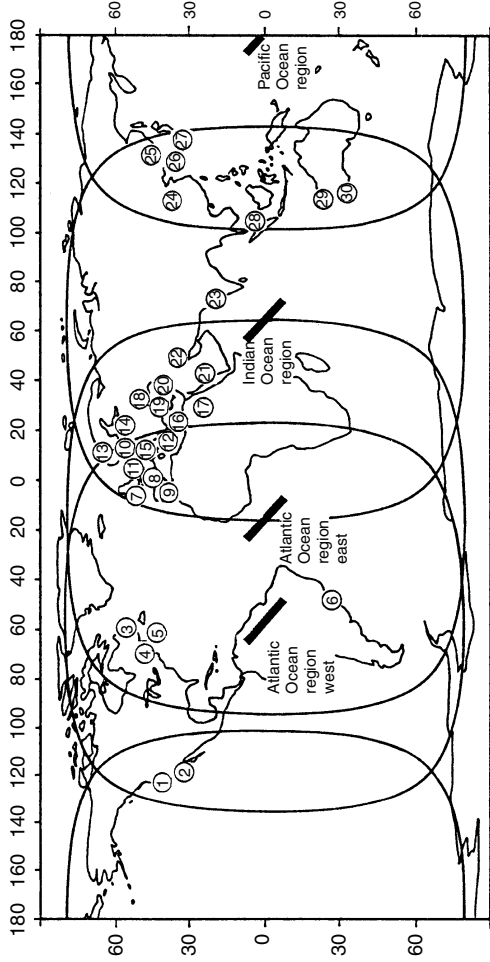 180 160 140 120 100 80 60 40 20 0 20 40 60 80 100 120 140 160 180
60
30
0
30
60
60
30
0
30
60
1
2
3
4
5
6
7
8
9
10
11
12
13
14
15
16
17
18
19
20
21
22
23
24
25
26
27
28
29
30
Atlantic
Ocean
region
west
Atlantic
Ocean
region
east
Indian
Ocean
region
Pacific
Ocean
region